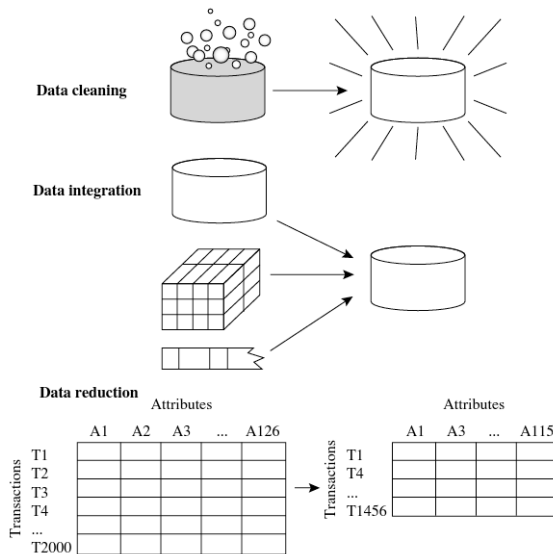 Data cleaning
Data integration
Data reduction
Attributes
A1 A2 A3 ... A126
Transactions
T1
T2
T3
T4
...
T2000
Attributes
A1 A3 ... A115
Transactions
T1
T4
...
T1456